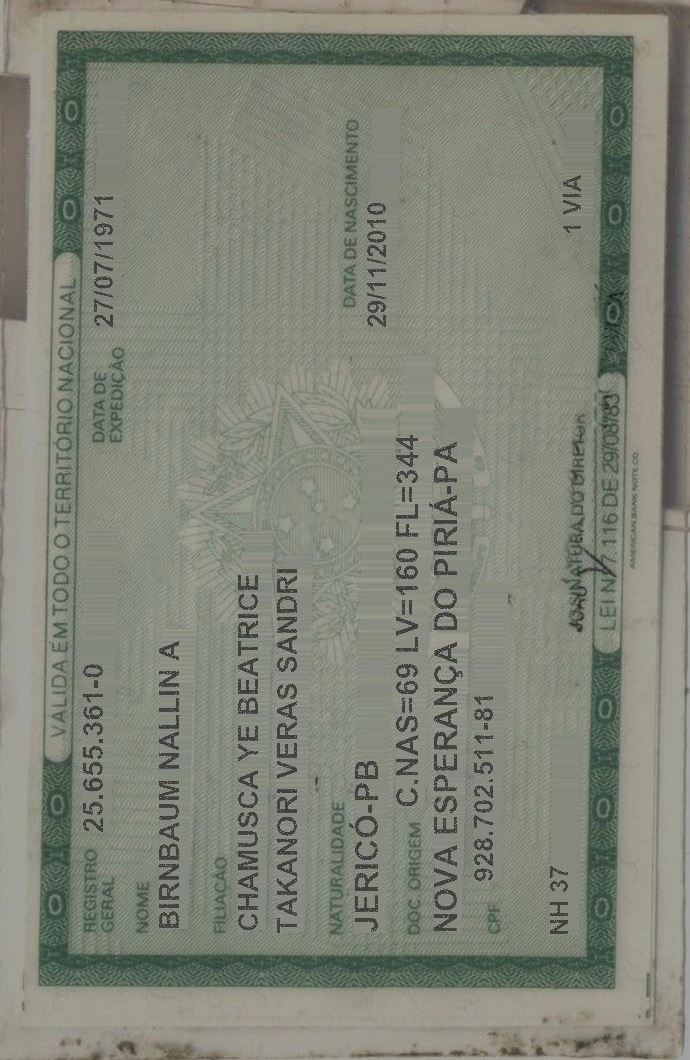 VÁLIDA EM TODO O TERRITÓRIO NACIONAL
REGISTRO GERAL 25.655.361-0 DATA DE EXPEDIÇÃO 27/07/1971
NOME
BIRNBAUM NALLIN A
FILIAÇÃO
CHAMUSCA YE BEATRICE
TAKANORI VERAS SANDRI
NATURALIDADE DATA DE NASCIMENTO
JERICÓ-PB 29/11/2010
DOC. ORIGEM C.NAS=69 LV=160 FL=344
NOVA ESPERANÇA DO PIRIÁ-PA
CPF 928.702.511-81
NH 37 1 VIA
ASSINATURA DO DIRETOR
LEI Nº 7.116 DE 29/08/83
AMERICAN BANK NOTE CO.